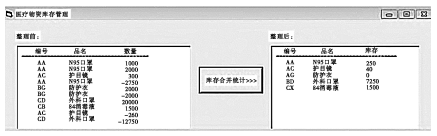 医疗物资库存管理
整理前:
编号 品名 数量
AA N95口罩 1000
AA N95口罩 2000
AC 护目镜 300
AA N95口罩 -2750
BG 防护衣 2000
BG 防护衣 -2000
CD 外科口罩 20000
CB 84消毒液 1500
AC 护目镜 -260
CD 外科口罩 -12750
库存合并统计>>>
整理后:
编号 品名 库存
AA N95口罩 250
AC 护目镜 40
AG 防护衣 0
BD 外科口罩 7250
CX 84消毒液 1500